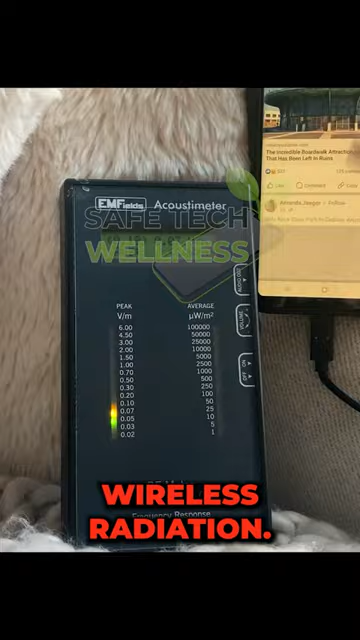 The Incredible Boardwalk Attraction
That Has Been Left In Ruins
Like
Comment
EMFields Acoustimeter
SAFE TECH
WELLNESS
VOLUME
PEAK AVERAGE
V/m µW/m²
6.00 100000
4.50 50000
3.00 25000
2.00 10000
1.50 5000
1.00 2500
0.70 1000
0.50 500
0.30 250
0.20 100
0.10 50
0.07 25
0.05 10
0.03 5
0.02 1
WIRELESS
RADIATION.
Frequency Response